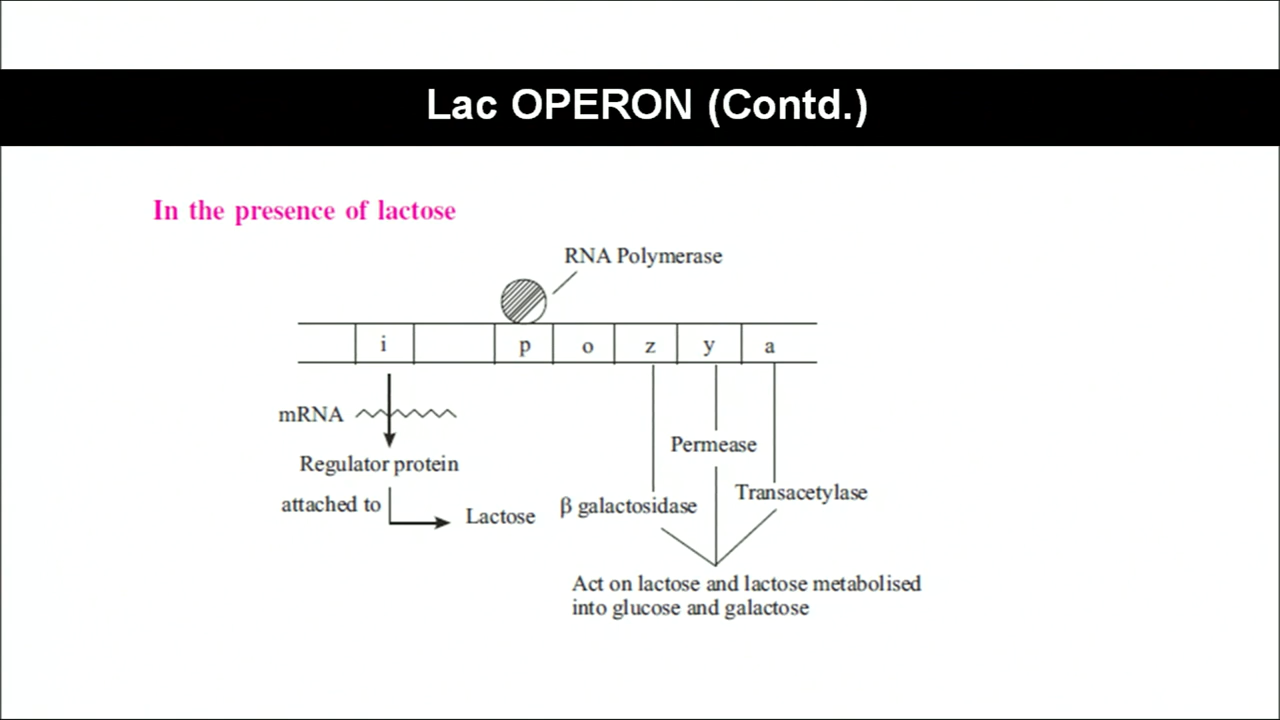 Lac OPERON (Contd.)
In the presence of lactose
RNA Polymerase
i p o z y a
mRNA
Permease
Regulator protein
Transacetylase
attached to
β galactosidase
Lactose
Act on lactose and lactose metabolised
into glucose and galactose